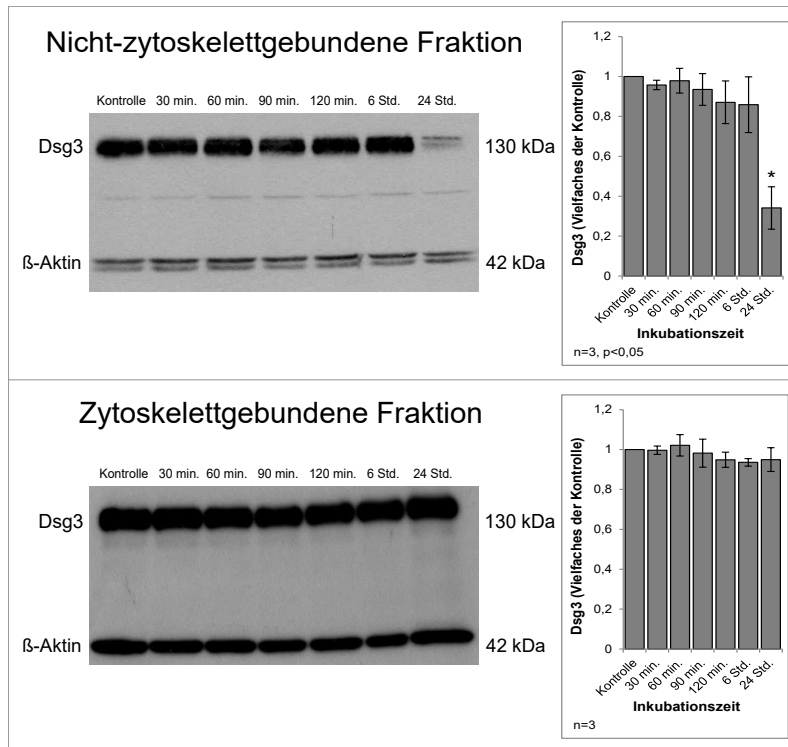 Nicht-zytoskelettgebundene Fraktion
Kontrolle 30 min. 60 min. 90 min. 120 min. 6 Std. 24 Std.
Dsg3 130 kDa
ß-Aktin 42 kDa
Dsg3 (Vielfaches der Kontrolle)
1,2
1
0,8
0,6
0,4
0,2
0
*
Kontrolle 30 min. 60 min. 90 min. 120 min. 6 Std. 24 Std.
Inkubationszeit
n=3, p<0,05
Zytoskelettgebundene Fraktion
Kontrolle 30 min. 60 min. 90 min. 120 min. 6 Std. 24 Std.
Dsg3 130 kDa
ß-Aktin 42 kDa
Dsg3 (Vielfaches der Kontrolle)
1,2
1
0,8
0,6
0,4
0,2
0
Kontrolle 30 min. 60 min. 90 min. 120 min. 6 Std. 24 Std.
Inkubationszeit
n=3